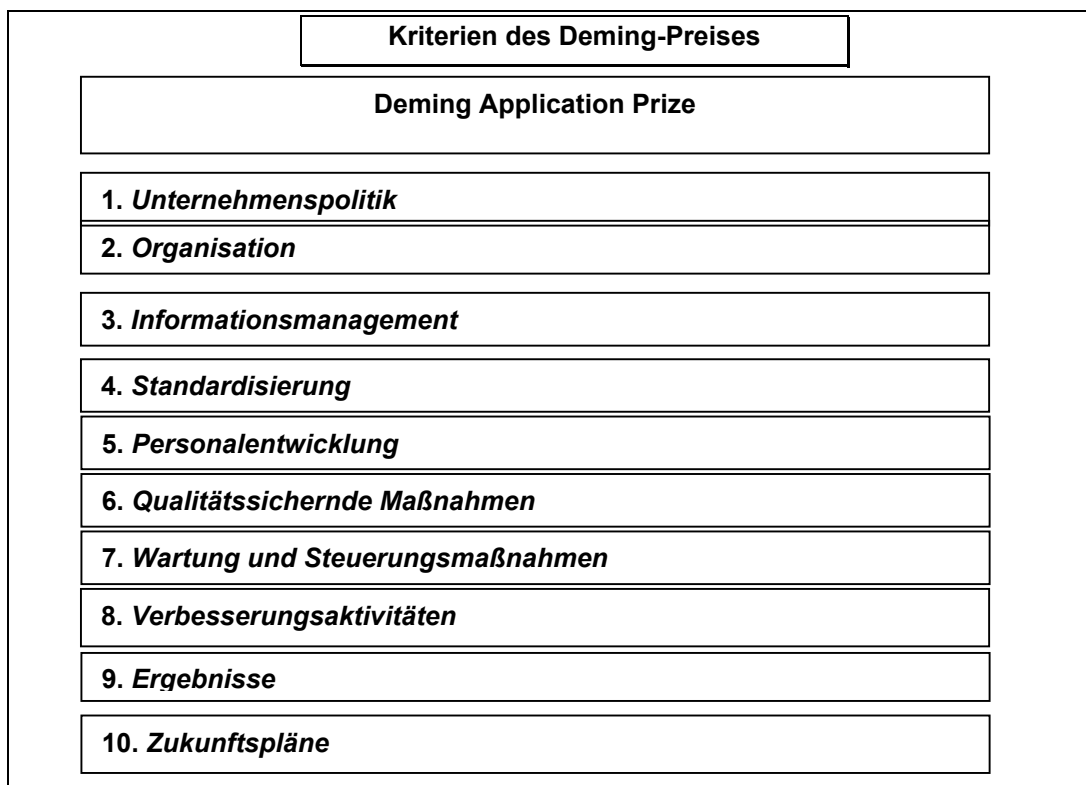 Kriterien des Deming-Preises
Deming Application Prize
1. Unternehmenspolitik
2. Organisation
3. Informationsmanagement
4. Standardisierung
5. Personalentwicklung
6. Qualitätssichernde Maßnahmen
7. Wartung und Steuerungsmaßnahmen
8. Verbesserungsaktivitäten
9. Ergebnisse
10. Zukunftspläne